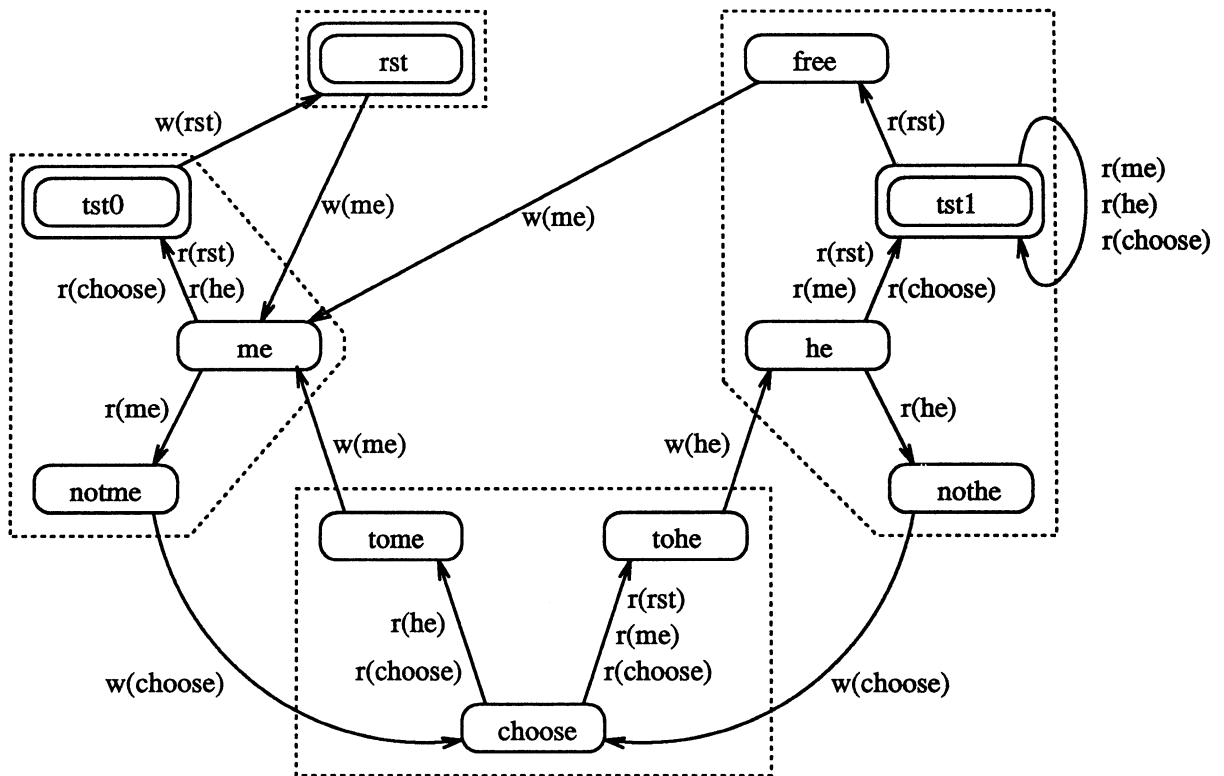 rst
free
w(rst)
r(rst)
tst0
w(me)
w(me)
tst1
r(me)
r(he)
r(choose)
r(rst)
r(choose)
r(he)
r(rst)
r(me)
r(choose)
me
he
r(me)
r(he)
w(me)
w(he)
notme
nothe
tome
tohe
r(he)
r(choose)
r(rst)
r(me)
r(choose)
w(choose)
w(choose)
choose